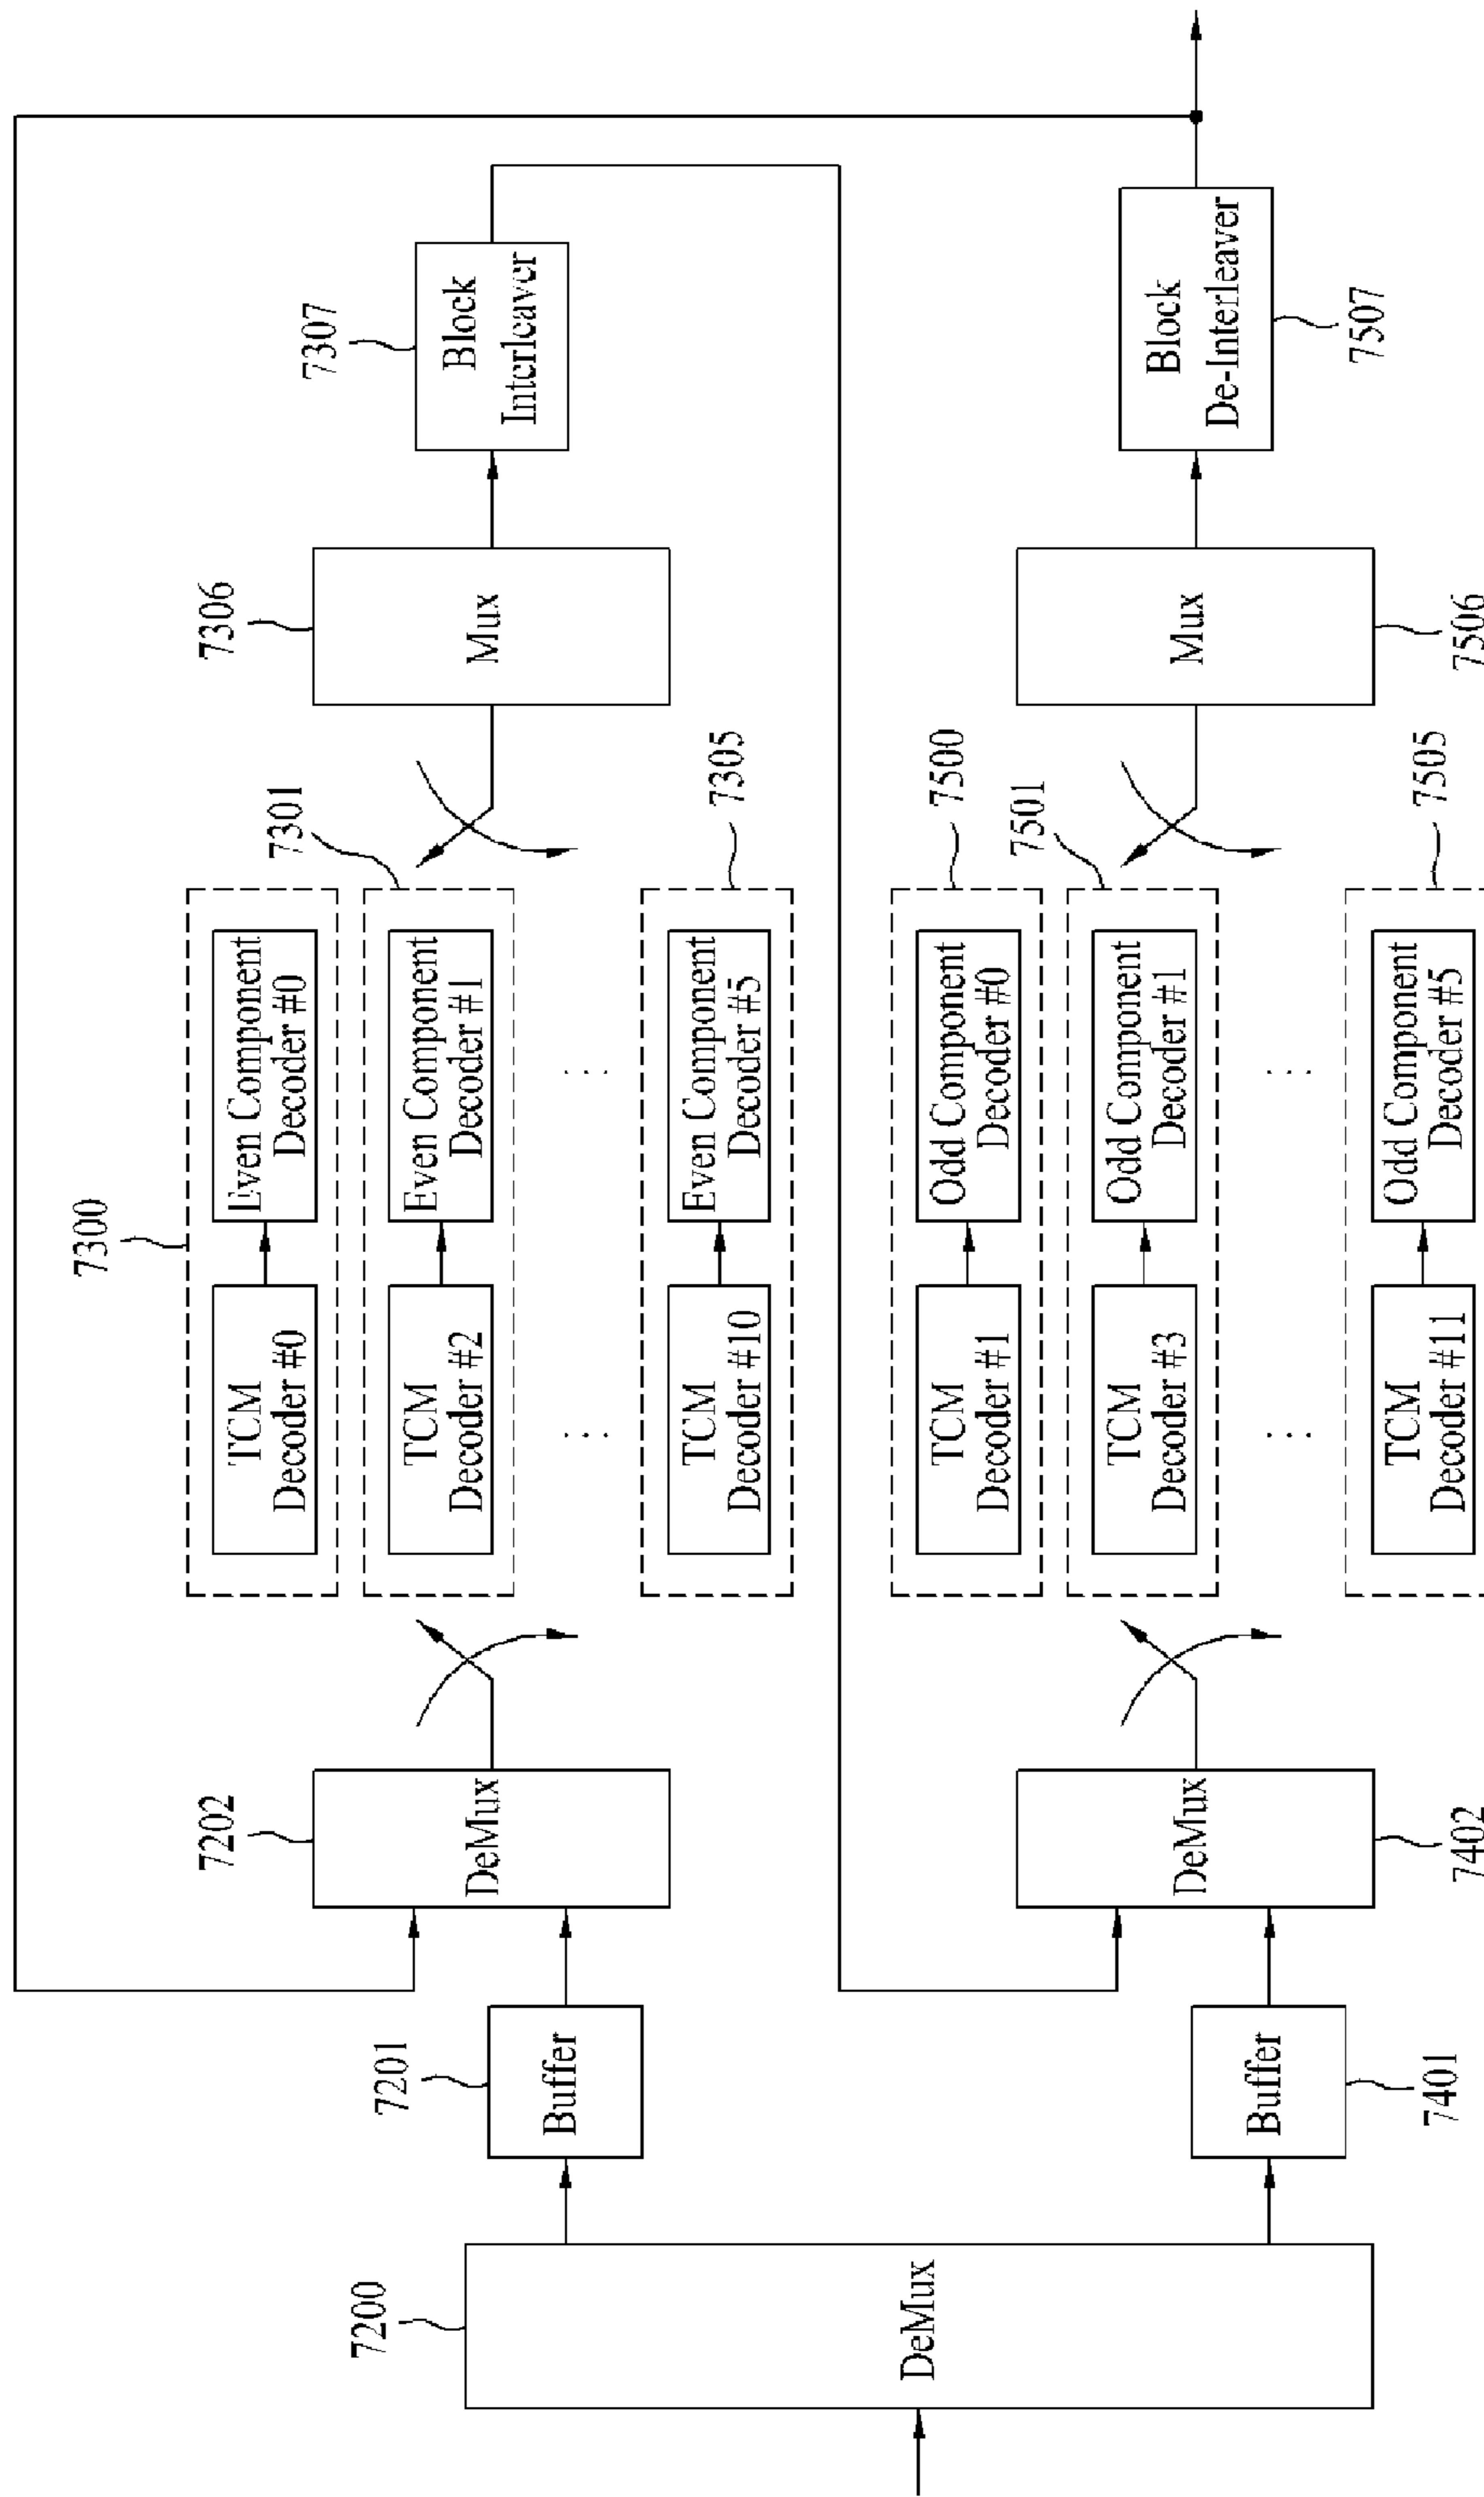 7300
7301
7202
7306
7307
7201
7200
TCM
Decoder #0
Even Component
Decoder #0
TCM
Decoder #2
Even Component
Decoder #1
DeMux
Mux
Block
Interleaver
Buffer
. . .
. . .
TCM
Decoder #10
Even Component
Decoder #5
7305
DeMux
7500
TCM
Decoder #1
Odd Component
Decoder #0
7501
TCM
Decoder #3
Odd Component
Decoder #1
DeMux
Mux
Block
De-Interleaver
Buffer
. . .
. . .
TCM
Decoder #11
Odd Component
Decoder #5
7505
7401
7402
7506
7507